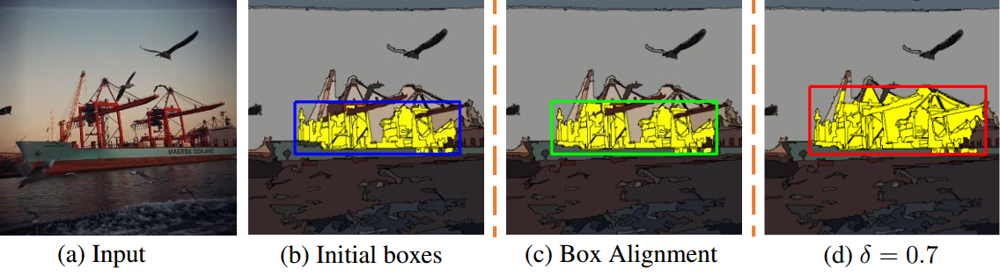 MAERSK SEALAND
(a) Input
(b) Initial boxes
(c) Box Alignment
(d) δ = 0.7